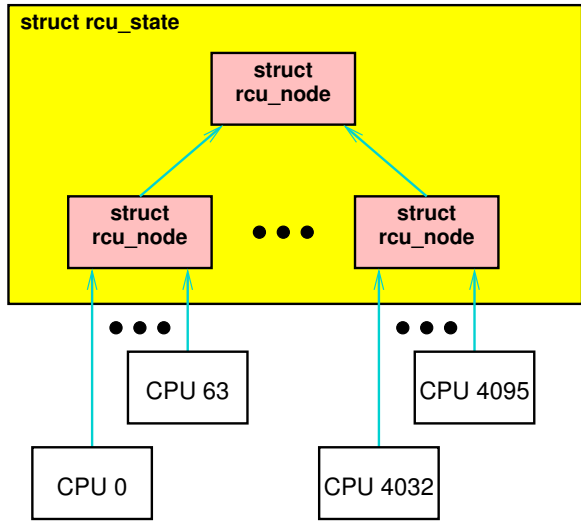 struct rcu_state
struct
rcu_node
struct
rcu_node
struct
rcu_node
CPU 63
CPU 4095
CPU 0
CPU 4032